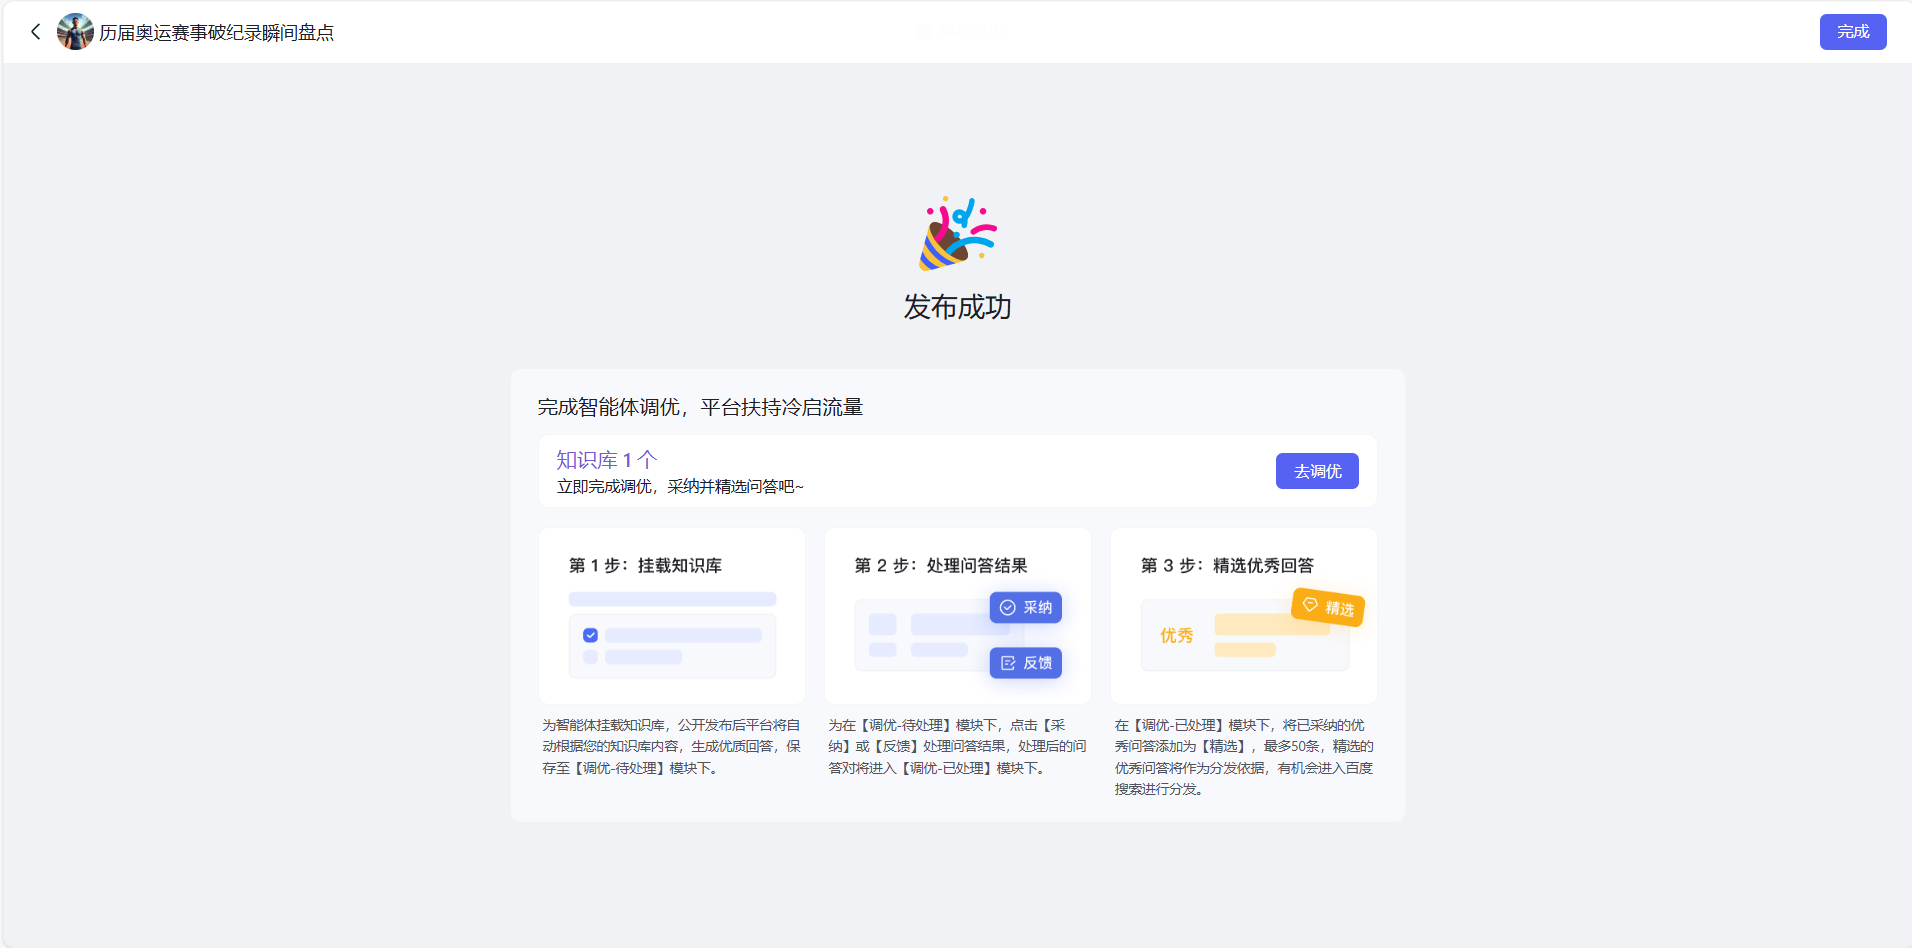 历届奥运赛事破纪录瞬间盘点
完成
发布成功
完成智能体调优，平台扶持冷启流量
知识库 1 个
立即完成调优，采纳并精选问答吧~
去调优
第 1 步：挂载知识库
为智能体挂载知识库，公开发布后平台将自
动根据您的知识库内容，生成优质回答，保
存至【调优-待处理】模块下。
第 2 步：处理问答结果
采纳
反馈
为在【调优-待处理】模块下，点击【采
纳】或【反馈】处理问答结果，处理后的问
答对将进入【调优-已处理】模块下。
第 3 步：精选优秀回答
精选
优秀
在【调优-已处理】模块下，将已采纳的优
秀问答添加为【精选】，最多50条，精选的
优秀问答将作为分发依据，有机会进入百度
搜索进行分发。